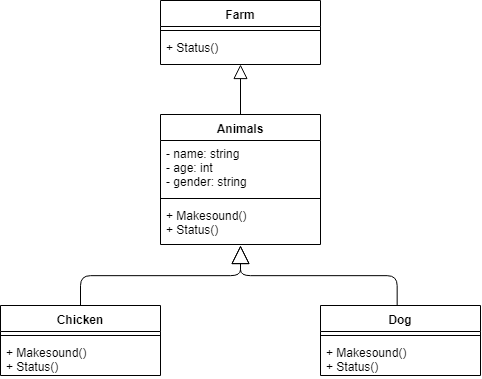 Farm
+ Status()
Animals
- name: string
- age: int
- gender: string
+ Makesound()
+ Status()
Chicken
+ Makesound()
+ Status()
Dog
+ Makesound()
+ Status()